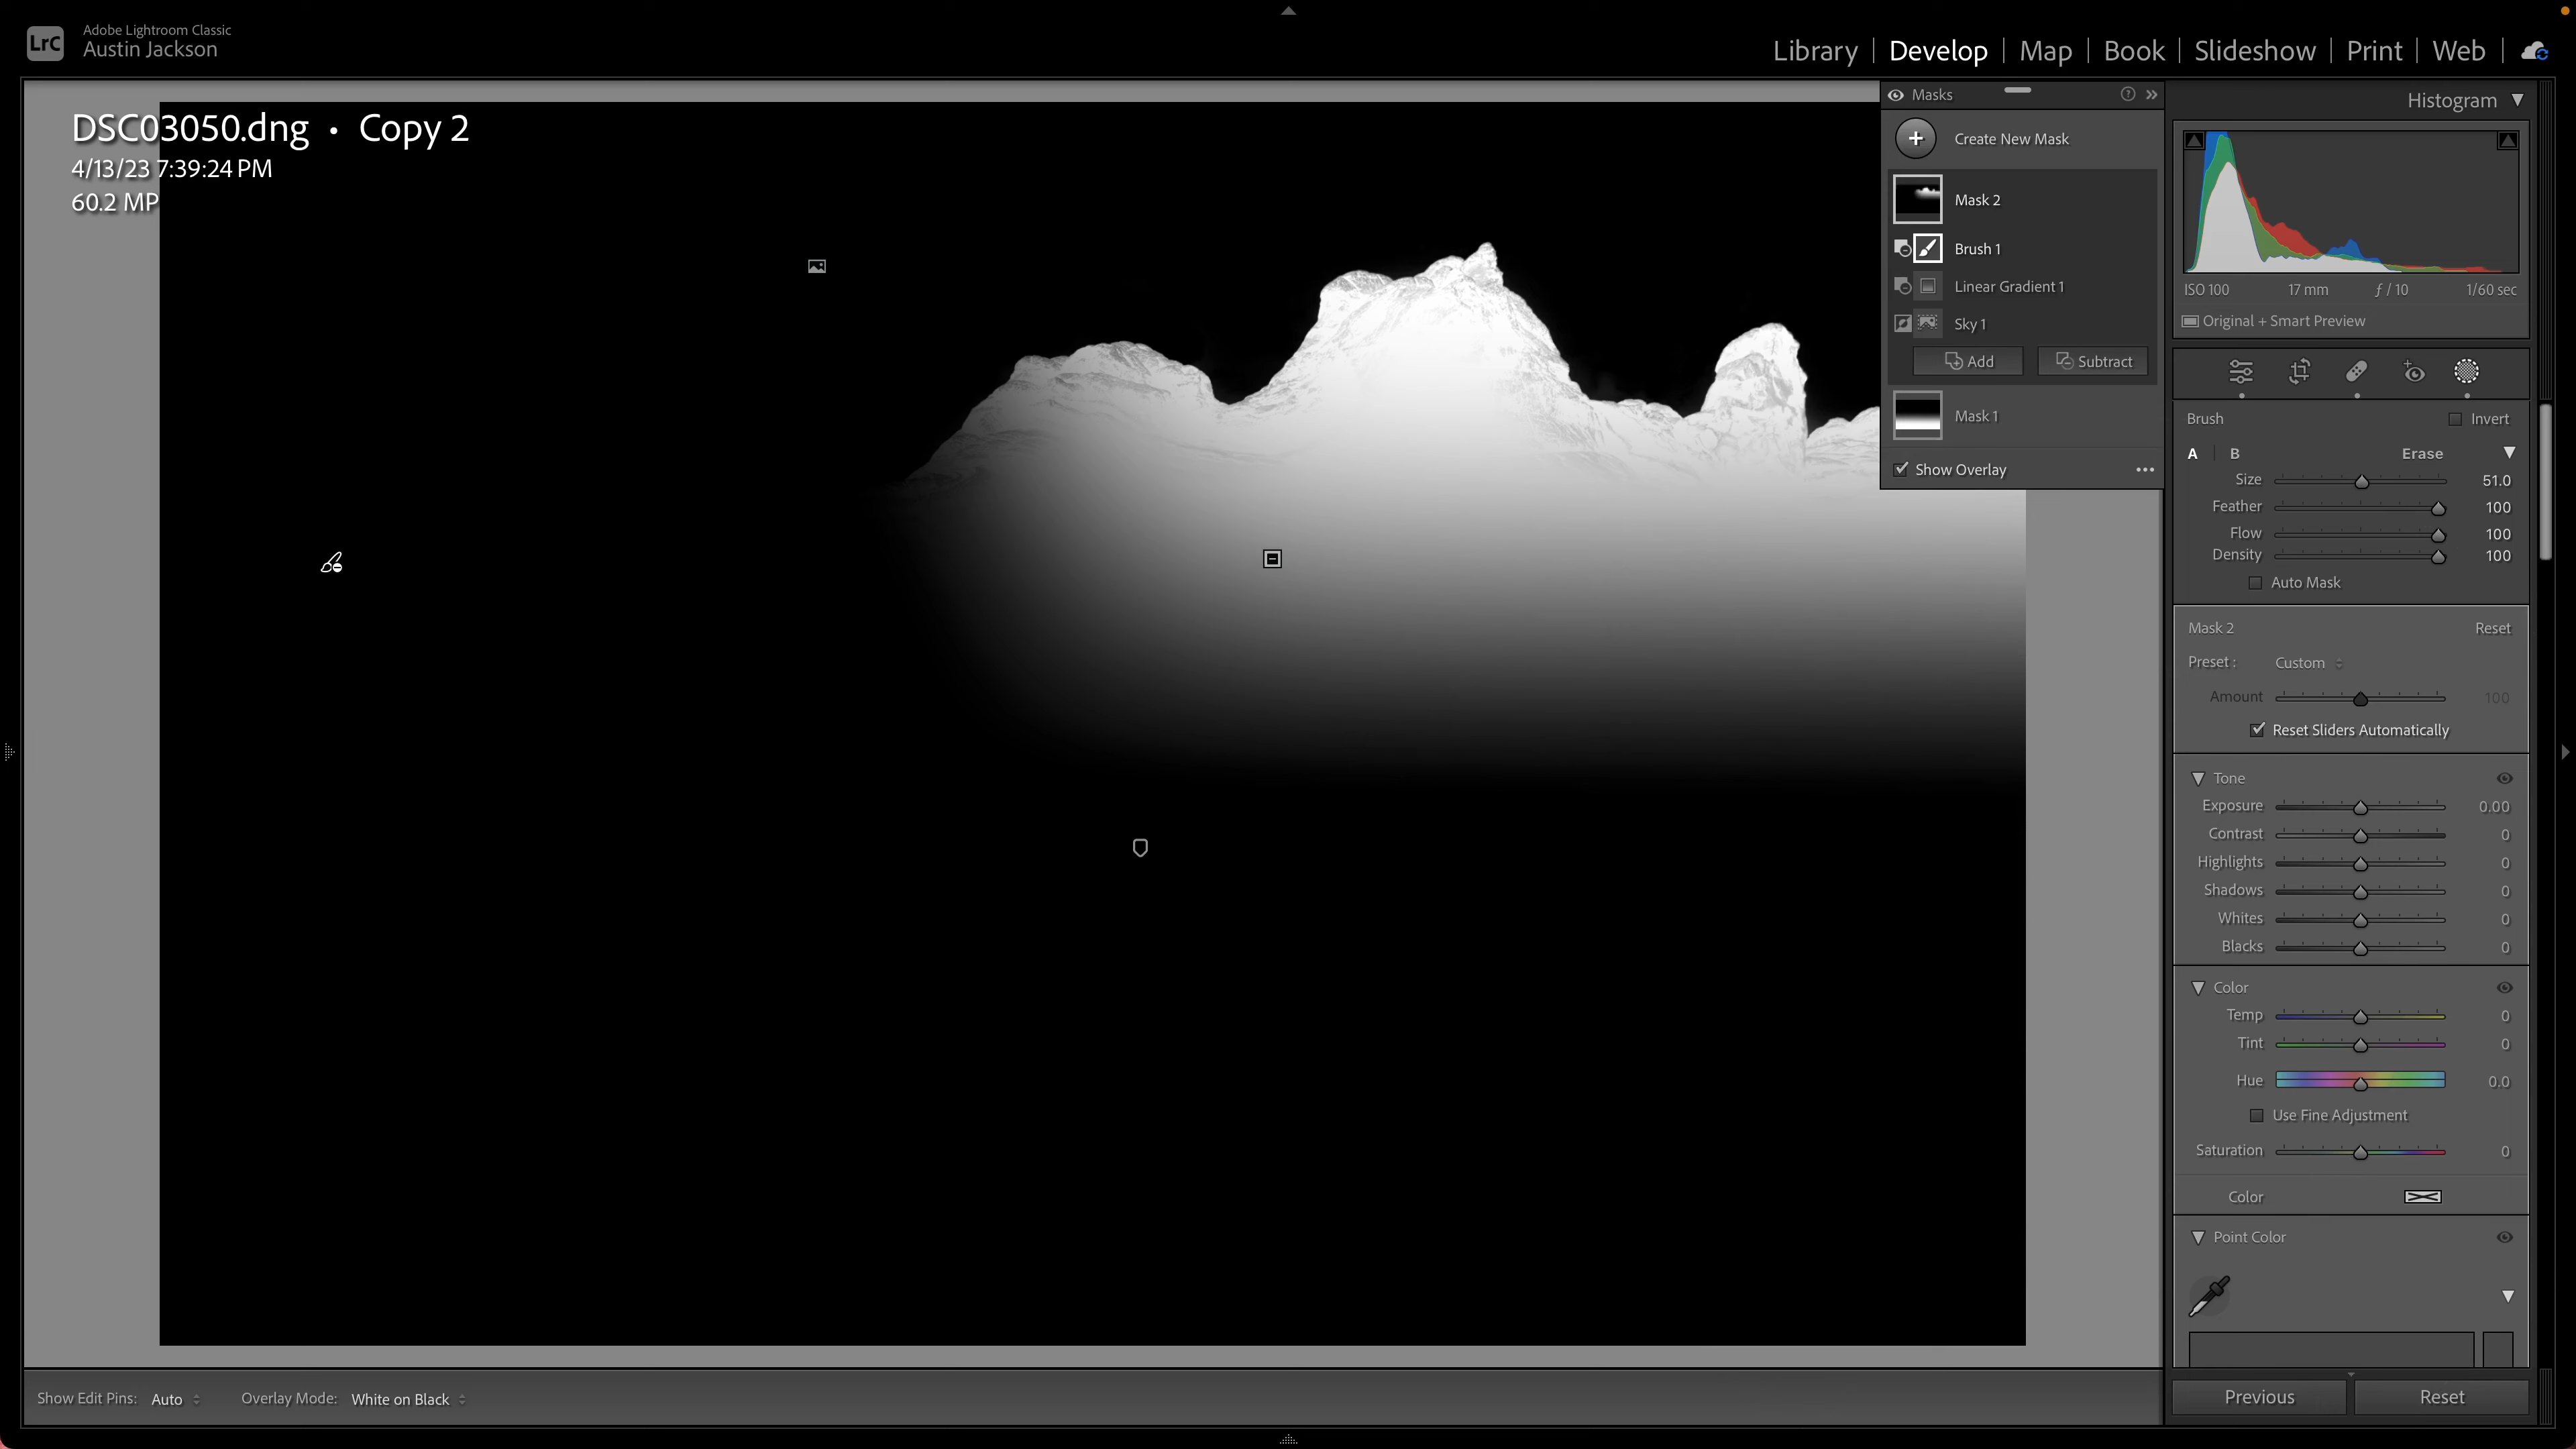 LrC
Adobe Lightroom Classic
Austin Jackson
Library | Develop | Map | Book | Slideshow | Print | Web
DSC03050.dng • Copy 2
4/13/23 7:39:24 PM
60.2 MP
Masks
Create New Mask
Mask 2
Brush 1
Linear Gradient 1
Sky 1
Add
Subtract
Mask 1
Show Overlay
Histogram
ISO 100 17 mm ƒ / 10 1/60 sec
Original + Smart Preview
Brush Invert
A B Erase
Size 51.0
Feather 100
Flow 100
Density 100
Auto Mask
Mask 2 Reset
Preset : Custom
Amount 100
Reset Sliders Automatically
Tone
Exposure 0.00
Contrast 0
Highlights 0
Shadows 0
Whites 0
Blacks 0
Color
Temp 0
Tint 0
Hue 0.0
Use Fine Adjustment
Saturation 0
Color
Point Color
Show Edit Pins: Auto Overlay Mode: White on Black
Previous Reset